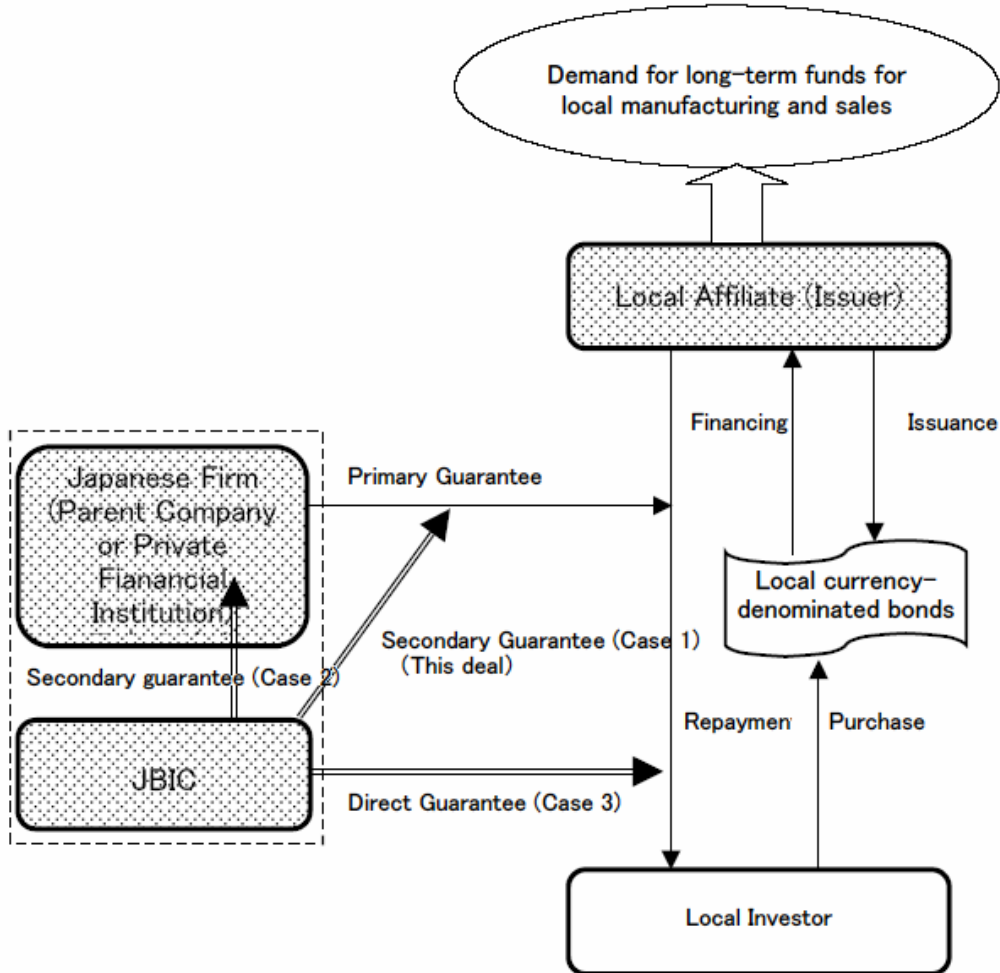 Demand for long-term funds for
local manufacturing and sales
Local Affiliate (Issuer)
Financing
Issuance
Japanese Firm
(Parent Company
or Private
Fianancial
Institution)
Primary Guarantee
Local currency-
denominated bonds
Secondary Guarantee (Case 1)
(This deal)
Secondary guarantee (Case 2)
Repaymen
Purchase
JBIC
Direct Guarantee (Case 3)
Local Investor